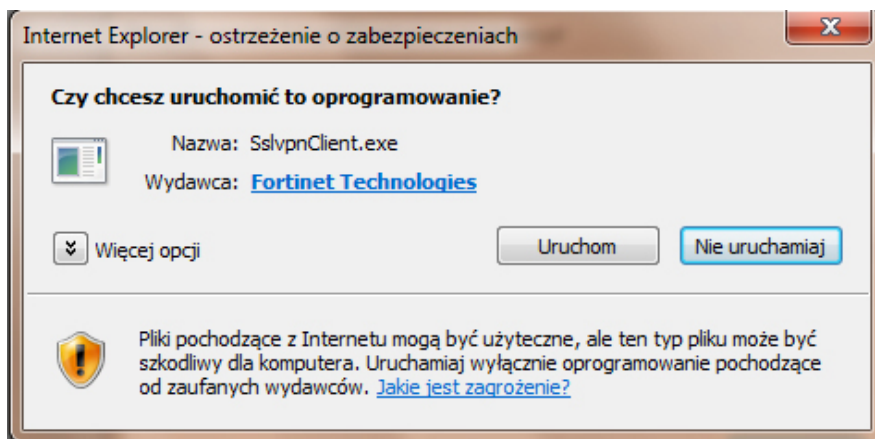 Internet Explorer - ostrzeżenie o zabezpieczeniach
Czy chcesz uruchomić to oprogramowanie?
Nazwa: SslvpnClient.exe
Wydawca: Fortinet Technologies
Więcej opcji
Uruchom
Nie uruchamiaj
Pliki pochodzące z Internetu mogą być użyteczne, ale ten typ pliku może być
szkodliwy dla komputera. Uruchamiaj wyłącznie oprogramowanie pochodzące
od zaufanych wydawców. Jakie jest zagrożenie?